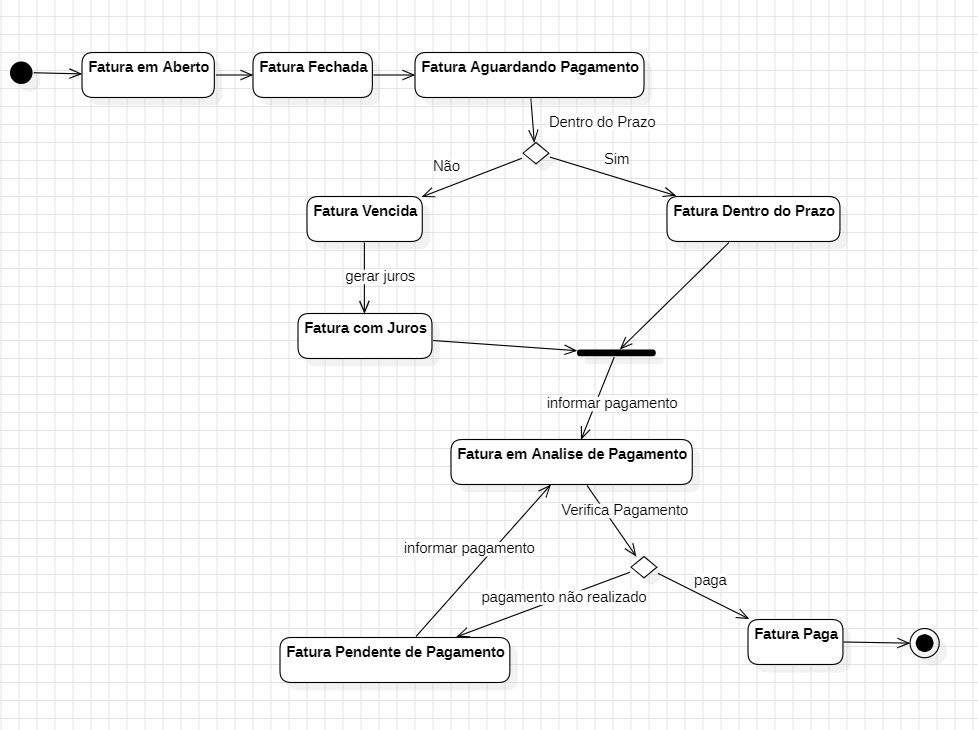 Fatura em Aberto
Fatura Fechada
Fatura Aguardando Pagamento
Dentro do Prazo
Não
Sim
Fatura Vencida
Fatura Dentro do Prazo
gerar juros
Fatura com Juros
informar pagamento
Fatura em Analise de Pagamento
Verifica Pagamento
informar pagamento
paga
pagamento não realizado
Fatura Paga
Fatura Pendente de Pagamento